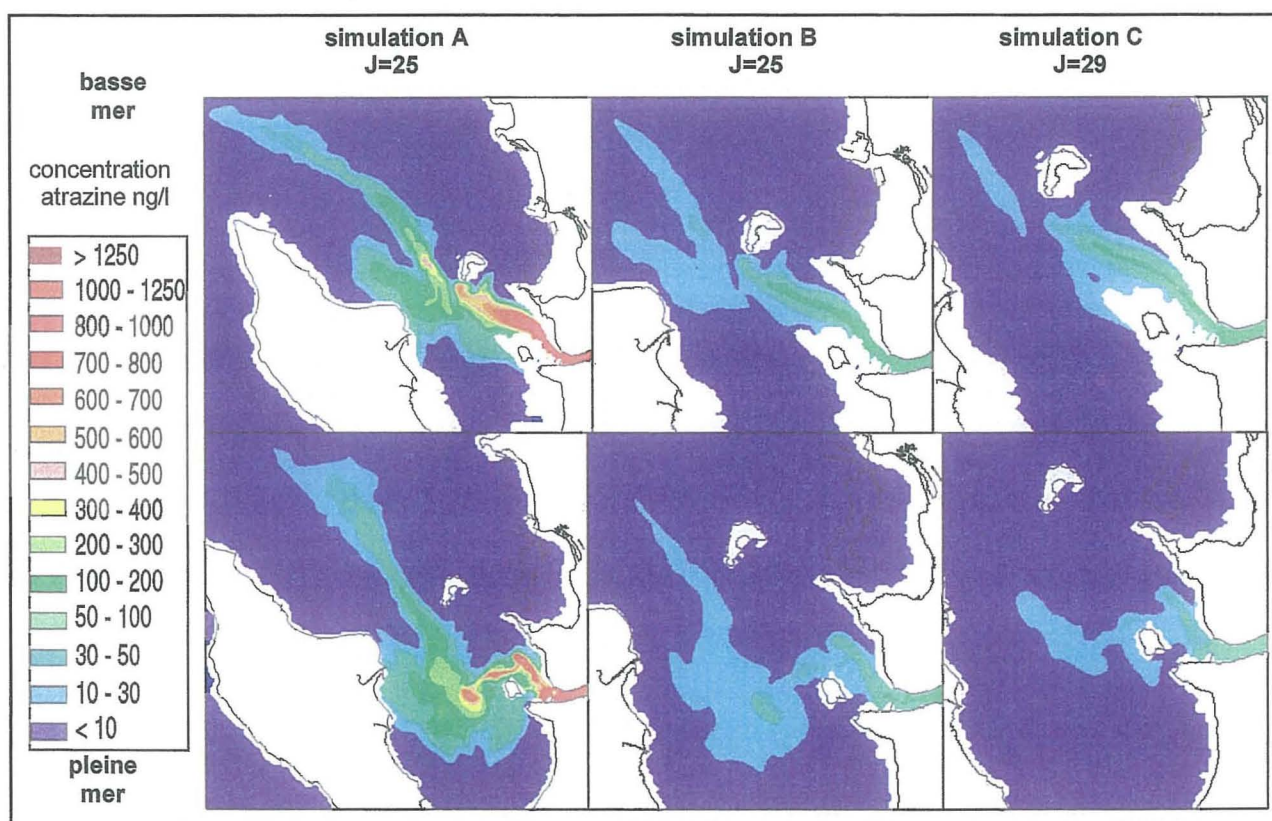 simulation A
J=25
simulation B
J=25
simulation C
J=29
basse
mer
concentration
atrazine ng/l
> 1250
1000 - 1250
800 - 1000
700 - 800
600 - 700
500 - 600
400 - 500
300 - 400
200 - 300
100 - 200
50 - 100
30 - 50
10 - 30
< 10
pleine
mer